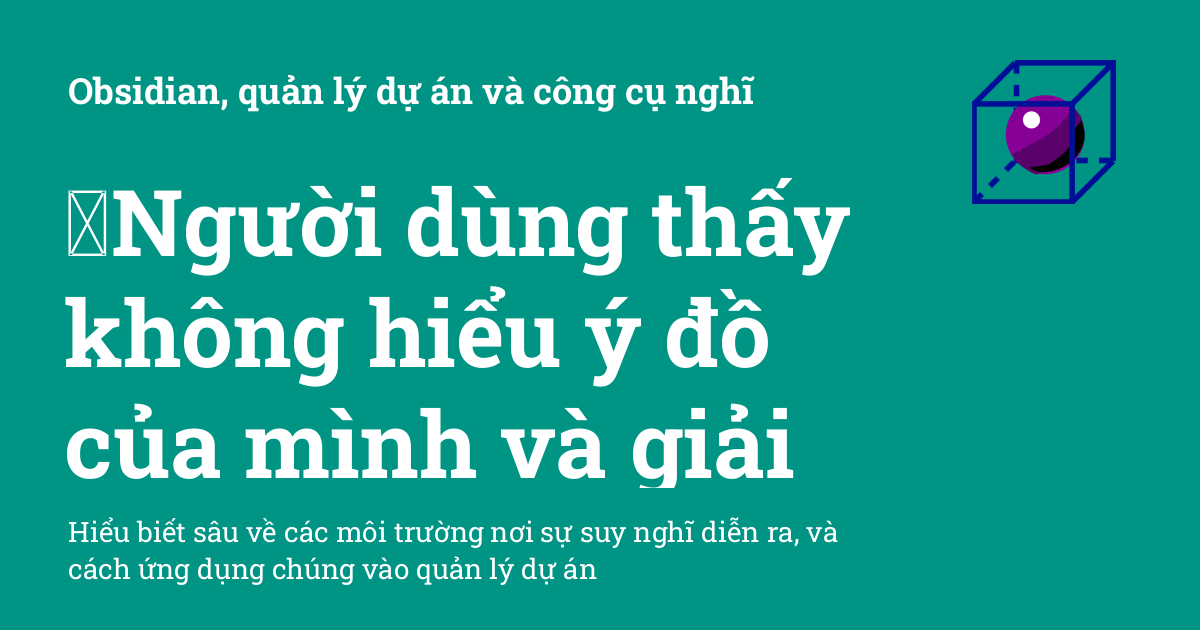 Obsidian, quản lý dự án và công cụ nghĩ
Người dùng thấy
không hiểu ý đồ
của mình và giải
Hiểu biết sâu về các môi trường nơi sự suy nghĩ diễn ra, và
cách ứng dụng chúng vào quản lý dự án